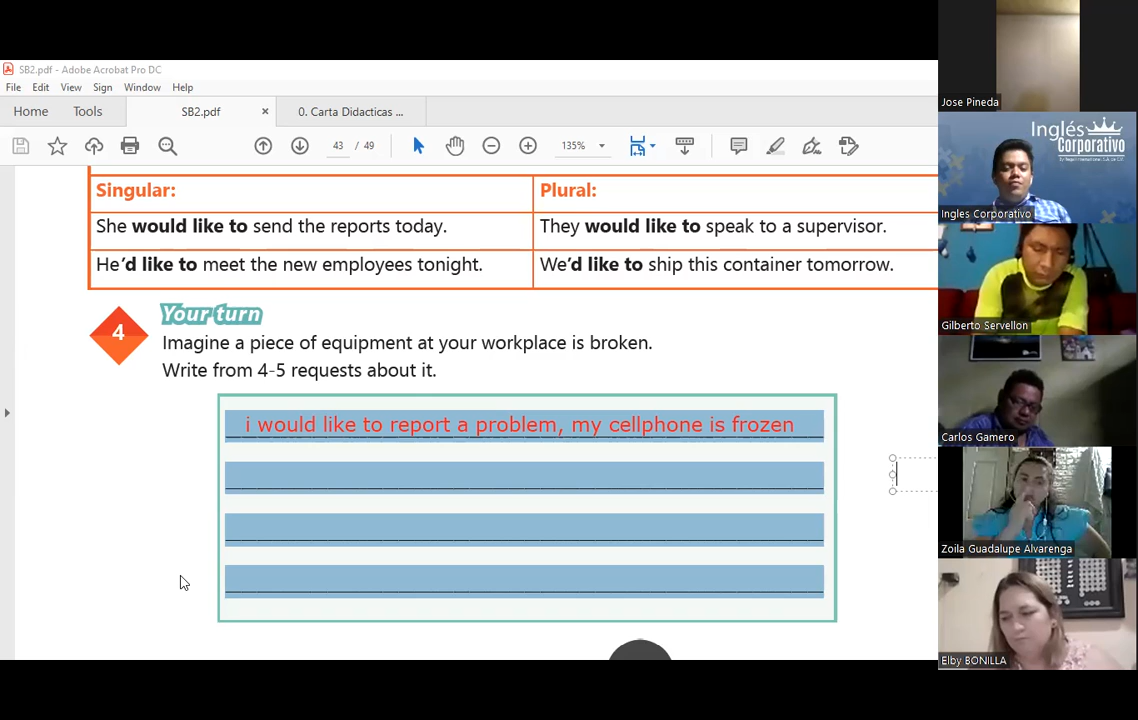 SB2.pdf - Adobe Acrobat Pro DC
File Edit View Sign Window Help
Home Tools SB2.pdf × 0. Carta Didacticas ...
43 / 49 135%
Singular: Plural:
She would like to send the reports today. They would like to speak to a supervisor.
He'd like to meet the new employees tonight. We'd like to ship this container tomorrow.
4 Your turn
Imagine a piece of equipment at your workplace is broken.
Write from 4-5 requests about it.
i would like to report a problem, my cellphone is frozen
Jose Pineda
Inglés
Corporativo
Ingles Corporativo
Gilberto Servellon
Carlos Gamero
Zoila Guadalupe Alvarenga
Elby BONILLA